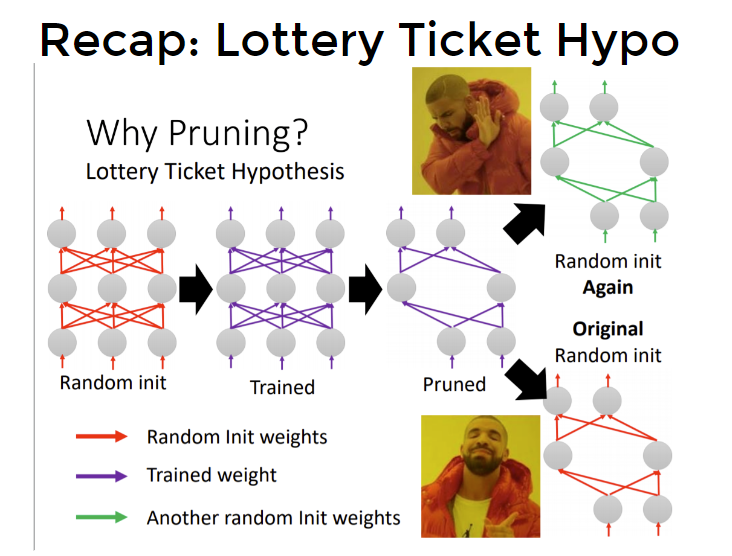 Recap: Lottery Ticket Hypo
Why Pruning?
Lottery Ticket Hypothesis
Random init
Trained
Pruned
Random init
Again
Original
Random init
Random Init weights
Trained weight
Another random Init weights